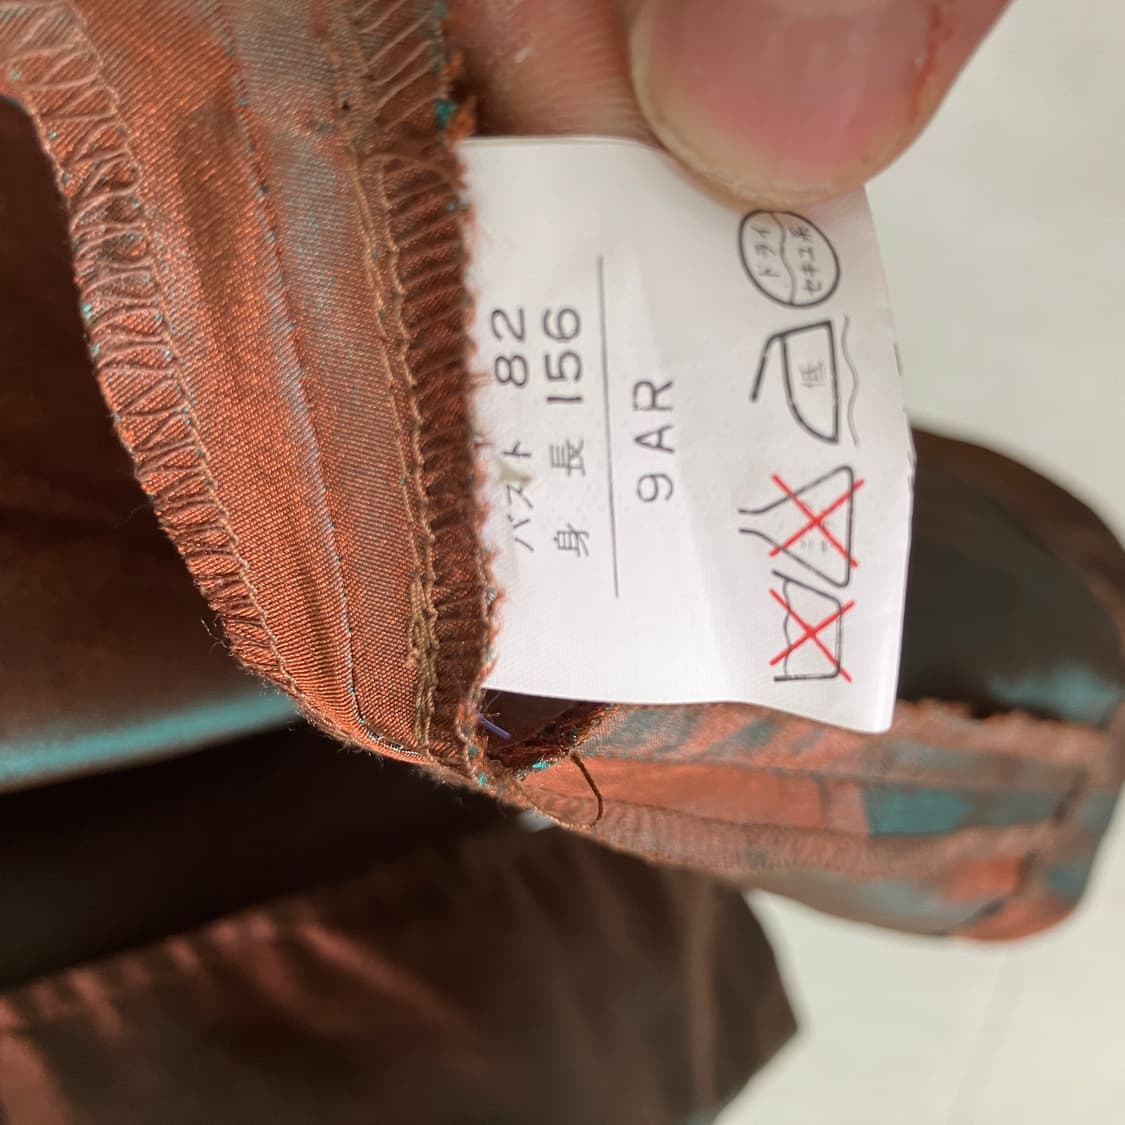 バスト 82
身長 156
9AR
ドライ
セキユ系
低